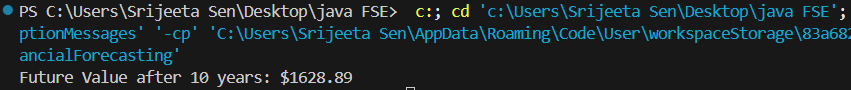 PS C:\Users\Srijeeta Sen\Desktop\java FSE>  c:; cd 'c:\Users\Srijeeta Sen\Desktop\java FSE';
ptionMessages' '-cp' 'C:\Users\Srijeeta Sen\AppData\Roaming\Code\User\workspaceStorage\83a682
ancialForecasting'
Future Value after 10 years: $1628.89